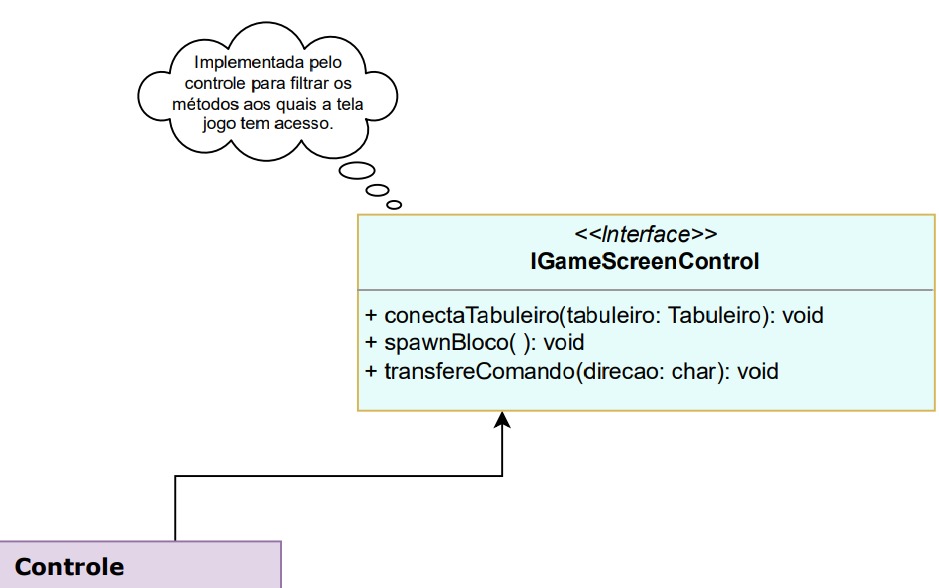 Implementada pelo
controle para filtrar os
métodos aos quais a tela
jogo tem acesso.
<<Interface>>
IGameScreenControl
+ conectaTabuleiro(tabuleiro: Tabuleiro): void
+ spawnBloco( ): void
+ transfereComando(direcao: char): void
Controle